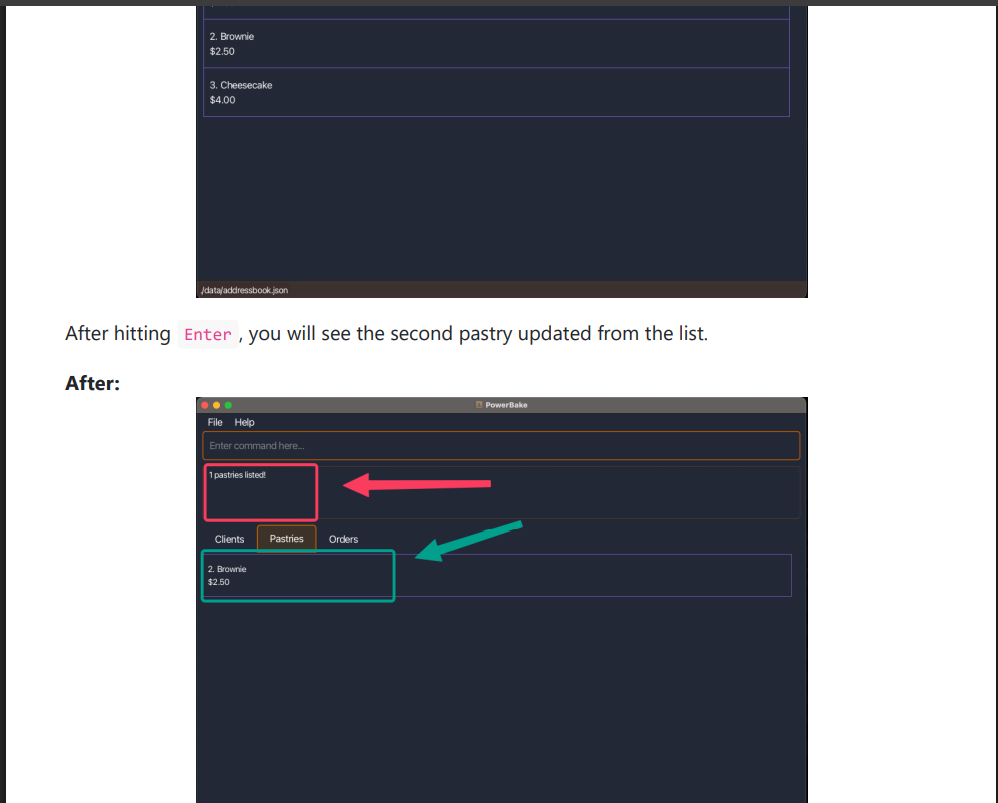 2. Brownie
$2.50
3. Cheesecake
$4.00
./data/addressbook.json
After hitting Enter, you will see the second pastry updated from the list.
After:
PowerBake
File Help
Enter command here...
1 pastries listed!
Clients Pastries Orders
2. Brownie
$2.50